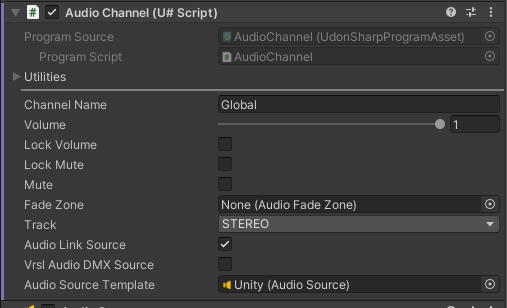 Audio Channel (U# Script)
Program Source AudioChannel (UdonSharpProgramAsset)
Program Script AudioChannel
Utilities
Channel Name Global
Volume 1
Lock Volume
Lock Mute
Mute
Fade Zone None (Audio Fade Zone)
Track STEREO
Audio Link Source
Vrsl Audio DMX Source
Audio Source Template Unity (Audio Source)